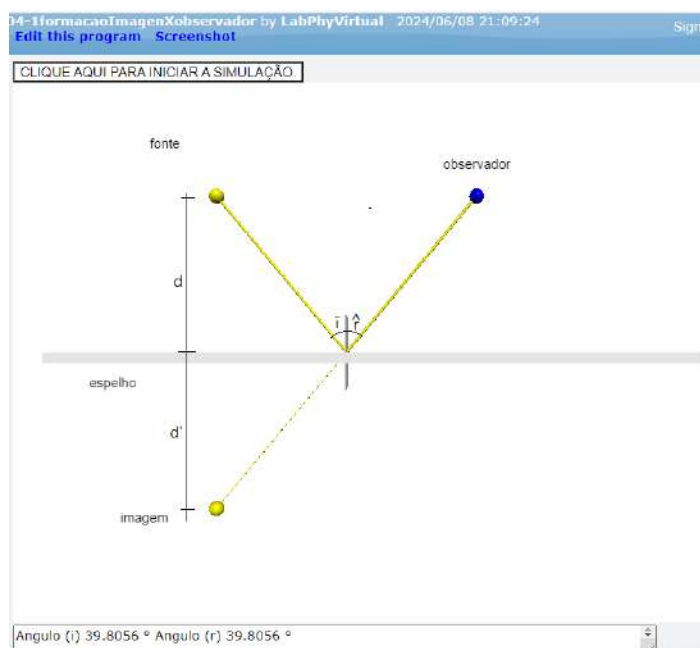 04-1formacaoImagenXobservador by LabPhyVirtual 2024/06/08 21:09:24
Sign
Edit this program Screenshot
CLIQUE AQUI PARA INICIAR A SIMULAÇÃO
fonte
observador
d
i r̂
espelho
d'
imagem
Angulo (i) 39.8056 ° Angulo (r) 39.8056 °